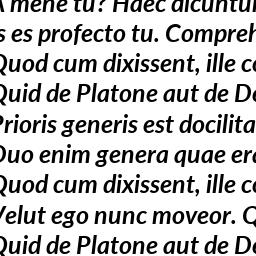 A mene tu? Haec dicuntur
is es profecto tu. Compreh
Quod cum dixissent, ille co
Quid de Platone aut de De
Prioris generis est docilita
Duo enim genera quae era
Quod cum dixissent, ille co
Velut ego nunc moveor. Q
Quid de Platone aut de De